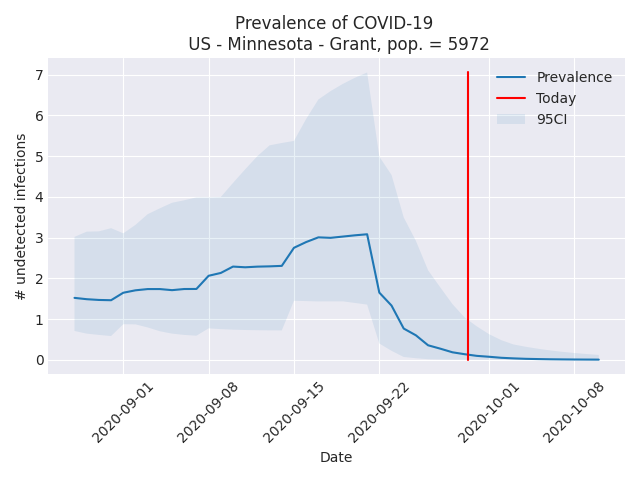 Prevalence of COVID-19
US - Minnesota - Grant, pop. = 5972
Prevalence
Today
95CI
# undetected infections
7
6
5
4
3
2
1
0
2020-09-01
2020-09-08
2020-09-15
2020-09-22
2020-10-01
2020-10-08
Date